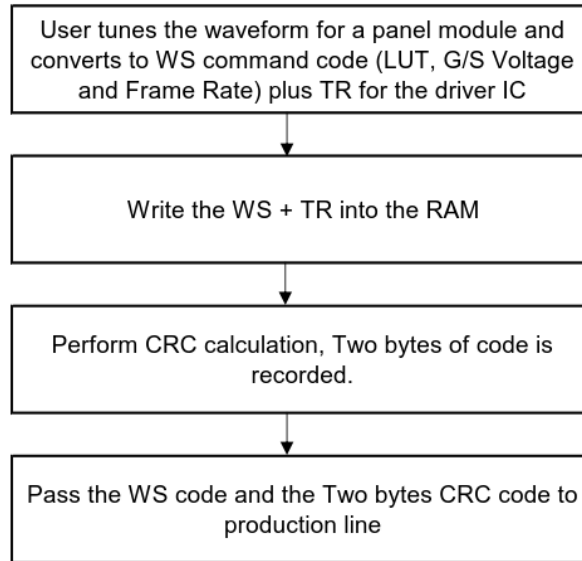 User tunes the waveform for a panel module and
converts to WS command code (LUT, G/S Voltage
and Frame Rate) plus TR for the driver IC
Write the WS + TR into the RAM
Perform CRC calculation, Two bytes of code is
recorded.
Pass the WS code and the Two bytes CRC code to
production line